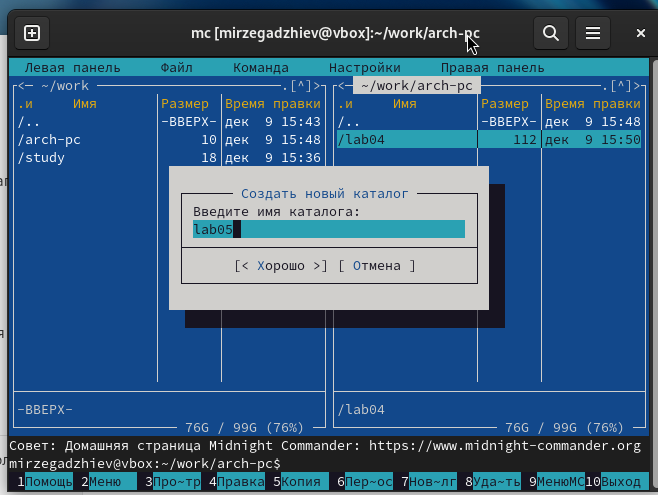 mc [mirzegadzhiev@vbox]:~/work/arch-pc
Левая панель Файл Команда Настройки Правая панель
<— ~/work .[^]> <— ~/work/arch-pc .[^]>
.и Имя Размер Время правки .и Имя Размер Время правки
/.. -ВВЕРХ- дек 9 15:43 /.. -ВВЕРХ- дек 9 15:48
/arch-pc 10 дек 9 15:48 /lab04 112 дек 9 15:50
/study 18 дек 9 15:36
Создать новый каталог
Введите имя каталога:
lab05
[< Хорошо >] [ Отмена ]
-ВВЕРХ- /lab04
76G / 99G (76%) 76G / 99G (76%)
Совет: Домашняя страница Midnight Commander: https://www.midnight-commander.org
mirzegadzhiev@vbox:~/work/arch-pc$
1Помощь 2Меню 3Про~тр 4Правка 5Копия 6Пер~ос 7Нов~лг 8Уда~ть 9МенюMC 10Выход